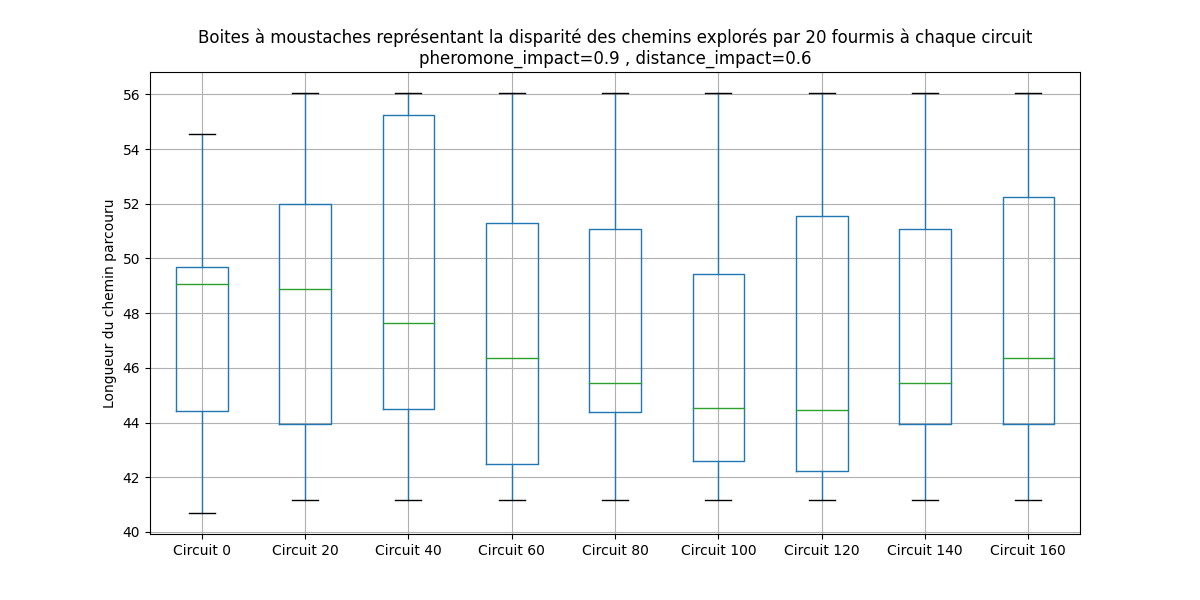 Boites à moustaches représentant la disparité des chemins explorés par 20 fourmis à chaque circuit
pheromone_impact=0.9 , distance_impact=0.6
Longueur du chemin parcouru
56
54
52
50
48
46
44
42
40
Circuit 0 Circuit 20 Circuit 40 Circuit 60 Circuit 80 Circuit 100 Circuit 120 Circuit 140 Circuit 160